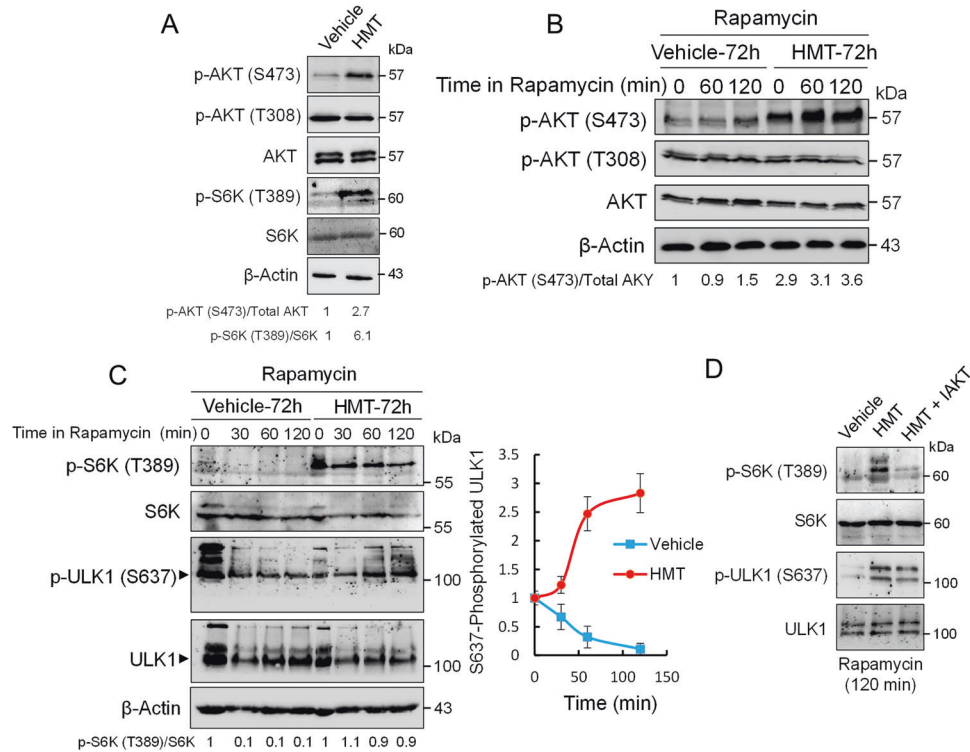 A
Vehicle
HMT
kDa
p-AKT (S473)
57
p-AKT (T308)
57
AKT
57
p-S6K (T389)
60
S6K
60
β-Actin
43
p-AKT (S473)/Total AKT 1 2.7
p-S6K (T389)/S6K 1 6.1
B
Rapamycin
Vehicle-72h HMT-72h
Time in Rapamycin (min) 0 60 120 0 60 120
kDa
p-AKT (S473)
57
p-AKT (T308)
57
AKT
57
β-Actin
43
p-AKT (S473)/Total AKY 1 0.9 1.5 2.9 3.1 3.6
C
Rapamycin
Vehicle-72h HMT-72h
Time in Rapamycin (min) 0 30 60 120 0 30 60 120
kDa
p-S6K (T389)
55
S6K
55
p-ULK1 (S637)
100
ULK1
100
β-Actin
43
p-S6K (T389)/S6K 1 0.1 0.1 0.1 1 1.1 0.9 0.9
S637-Phosphorylated ULK1
3.5
3
2.5
2
1.5
1
0.5
0
Vehicle
HMT
0 50 100 150
Time (min)
D
Vehicle
HMT
HMT + IAKT
kDa
p-S6K (T389)
60
S6K
60
p-ULK1 (S637)
100
ULK1
100
Rapamycin
(120 min)